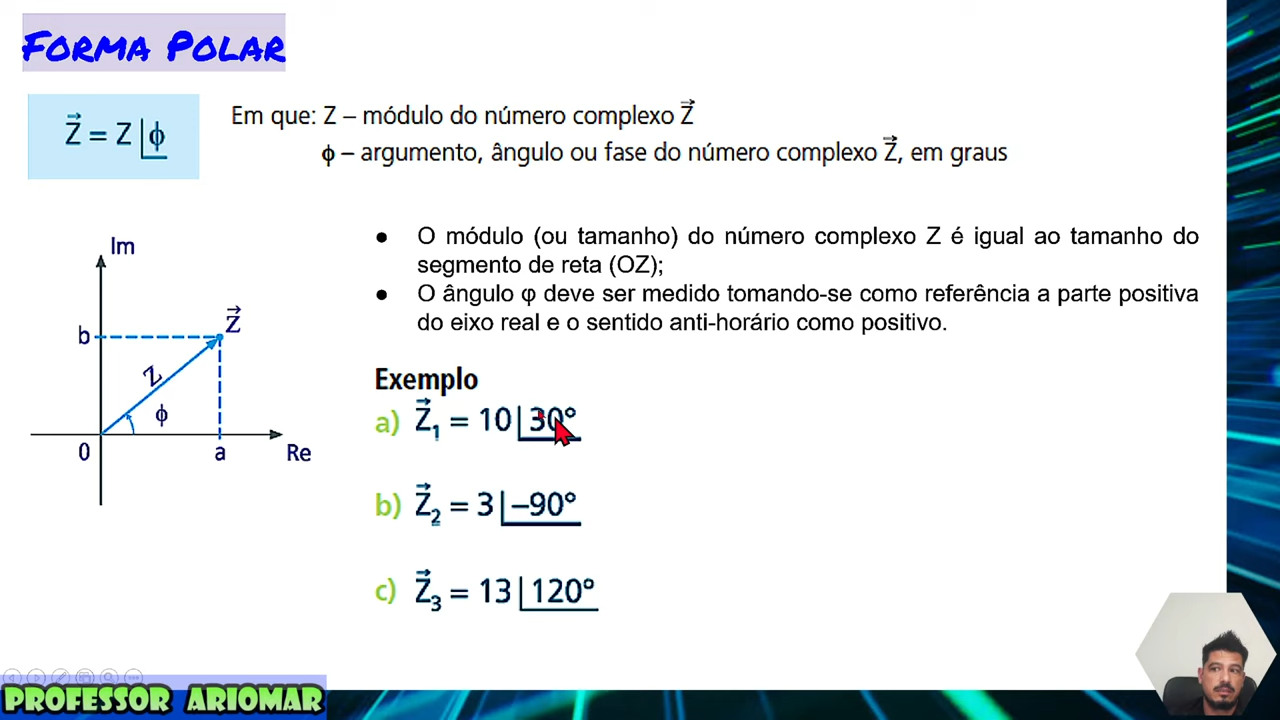 FORMA POLAR
Z⃗ = Z|ϕ
Em que: Z – módulo do número complexo Z⃗
ϕ – argumento, ângulo ou fase do número complexo Z⃗, em graus
Im
b
Z⃗
Z
ϕ
0
a
Re
● O módulo (ou tamanho) do número complexo Z é igual ao tamanho do
segmento de reta (OZ);
● O ângulo φ deve ser medido tomando-se como referência a parte positiva
do eixo real e o sentido anti-horário como positivo.
Exemplo
a) Z⃗₁ = 10|30°
b) Z⃗₂ = 3|–90°
c) Z⃗₃ = 13|120°
PROFESSOR ARIOMAR